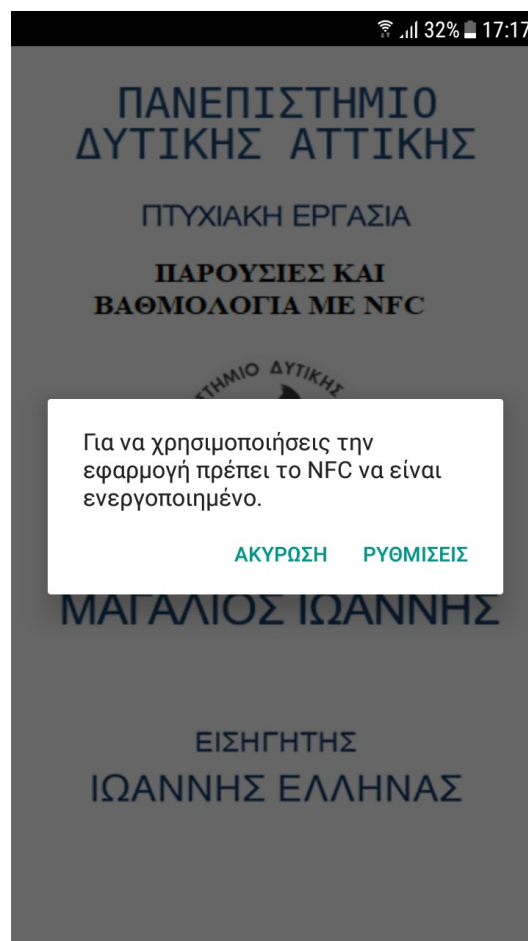 32% 17:17
ΠΑΝΕΠΙΣΤΗΜΙΟ
ΔΥΤΙΚΗΣ ΑΤΤΙΚΗΣ
ΠΤΥΧΙΑΚΗ ΕΡΓΑΣΙΑ
ΠΑΡΟΥΣΙΕΣ ΚΑΙ
ΒΑΘΜΟΛΟΓΙΑ ΜΕ NFC
ΔΥΤΙΚΗΣ
Για να χρησιμοποιήσεις την
εφαρμογή πρέπει το NFC να είναι
ενεργοποιημένο.
ΑΚΥΡΩΣΗ ΡΥΘΜΙΣΕΙΣ
ΜΑΓΑΛΙΟΣ ΙΩΑΝΝΗΣ
ΕΙΣΗΓΗΤΗΣ
ΙΩΑΝΝΗΣ ΕΛΛΗΝΑΣ